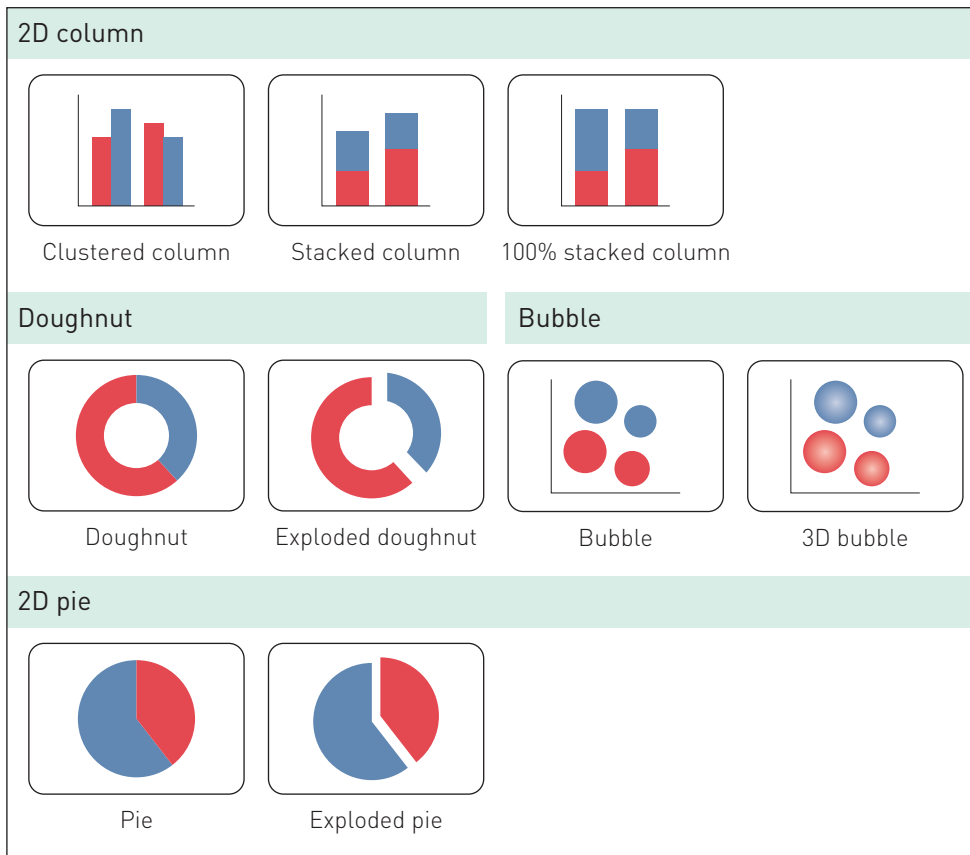 2D column
Clustered column
Stacked column
100% stacked column
Doughnut
Bubble
Doughnut
Exploded doughnut
Bubble
3D bubble
2D pie
Pie
Exploded pie